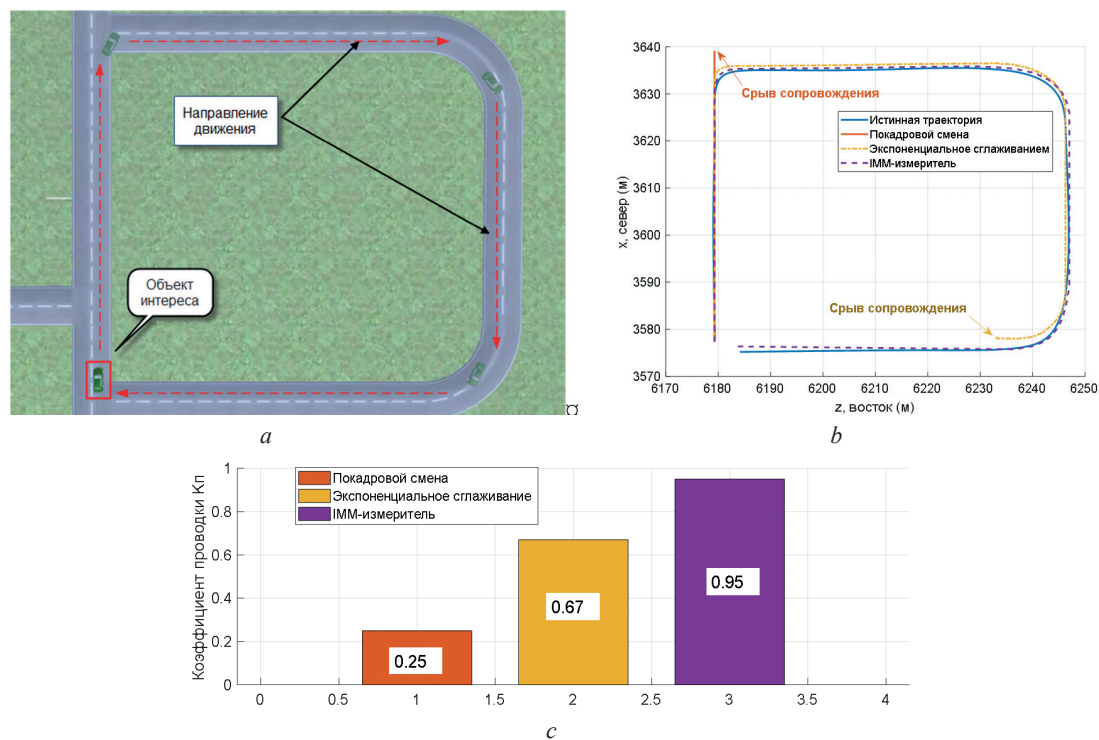 Направление
движения
Объект
интереса
¤
a
3640
3630
3620
3610
3600
3590
3580
3570
6170
6180
6190
6200
6210
6220
6230
6240
6250
x, север (м)
z, восток (м)
Срыв сопровождения
Истинная траектория
Покадровой смена
Экспоненциальное сглаживанием
IMM-измеритель
Срыв сопровождения
b
Коэффициент проводки Кп
1
0.8
0.6
0.4
0.2
0
Покадровой смена
Экспоненциальное сглаживание
IMM-измеритель
0.25
0.67
0.95
0
0.5
1
1.5
2
2.5
3
3.5
4
c